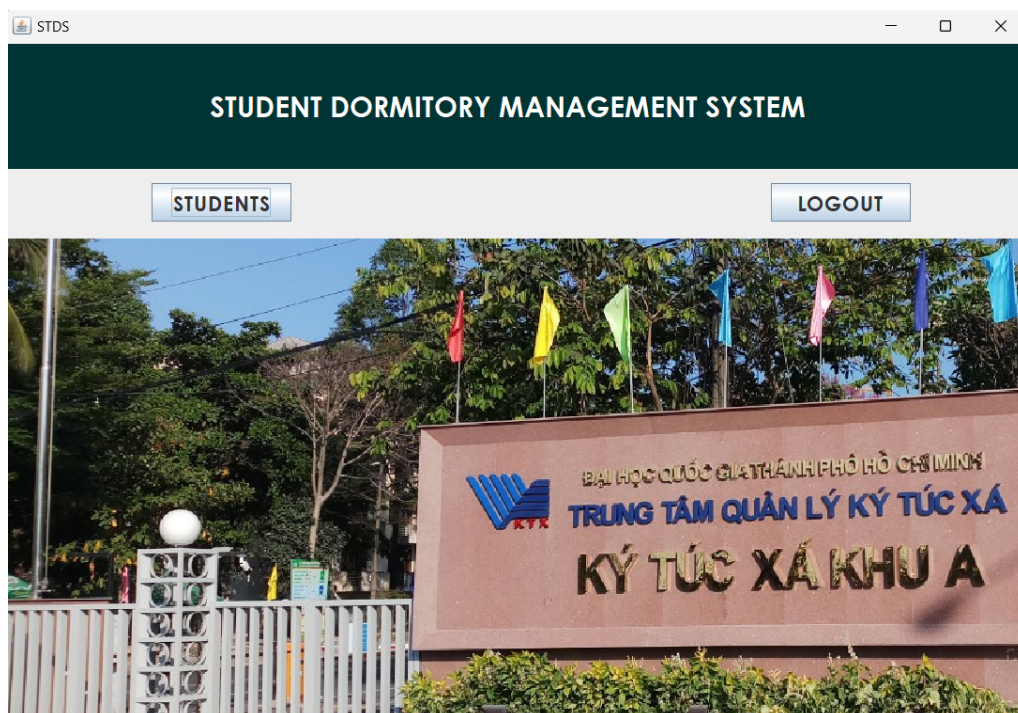 STDS
STUDENT DORMITORY MANAGEMENT SYSTEM
STUDENTS
LOGOUT
ĐẠI HỌC QUỐC GIA THÀNH PHỐ HỒ CHÍ MINH
TRUNG TÂM QUẢN LÝ KÝ TÚC XÁ
KTX
KÝ TÚC XÁ KHU A